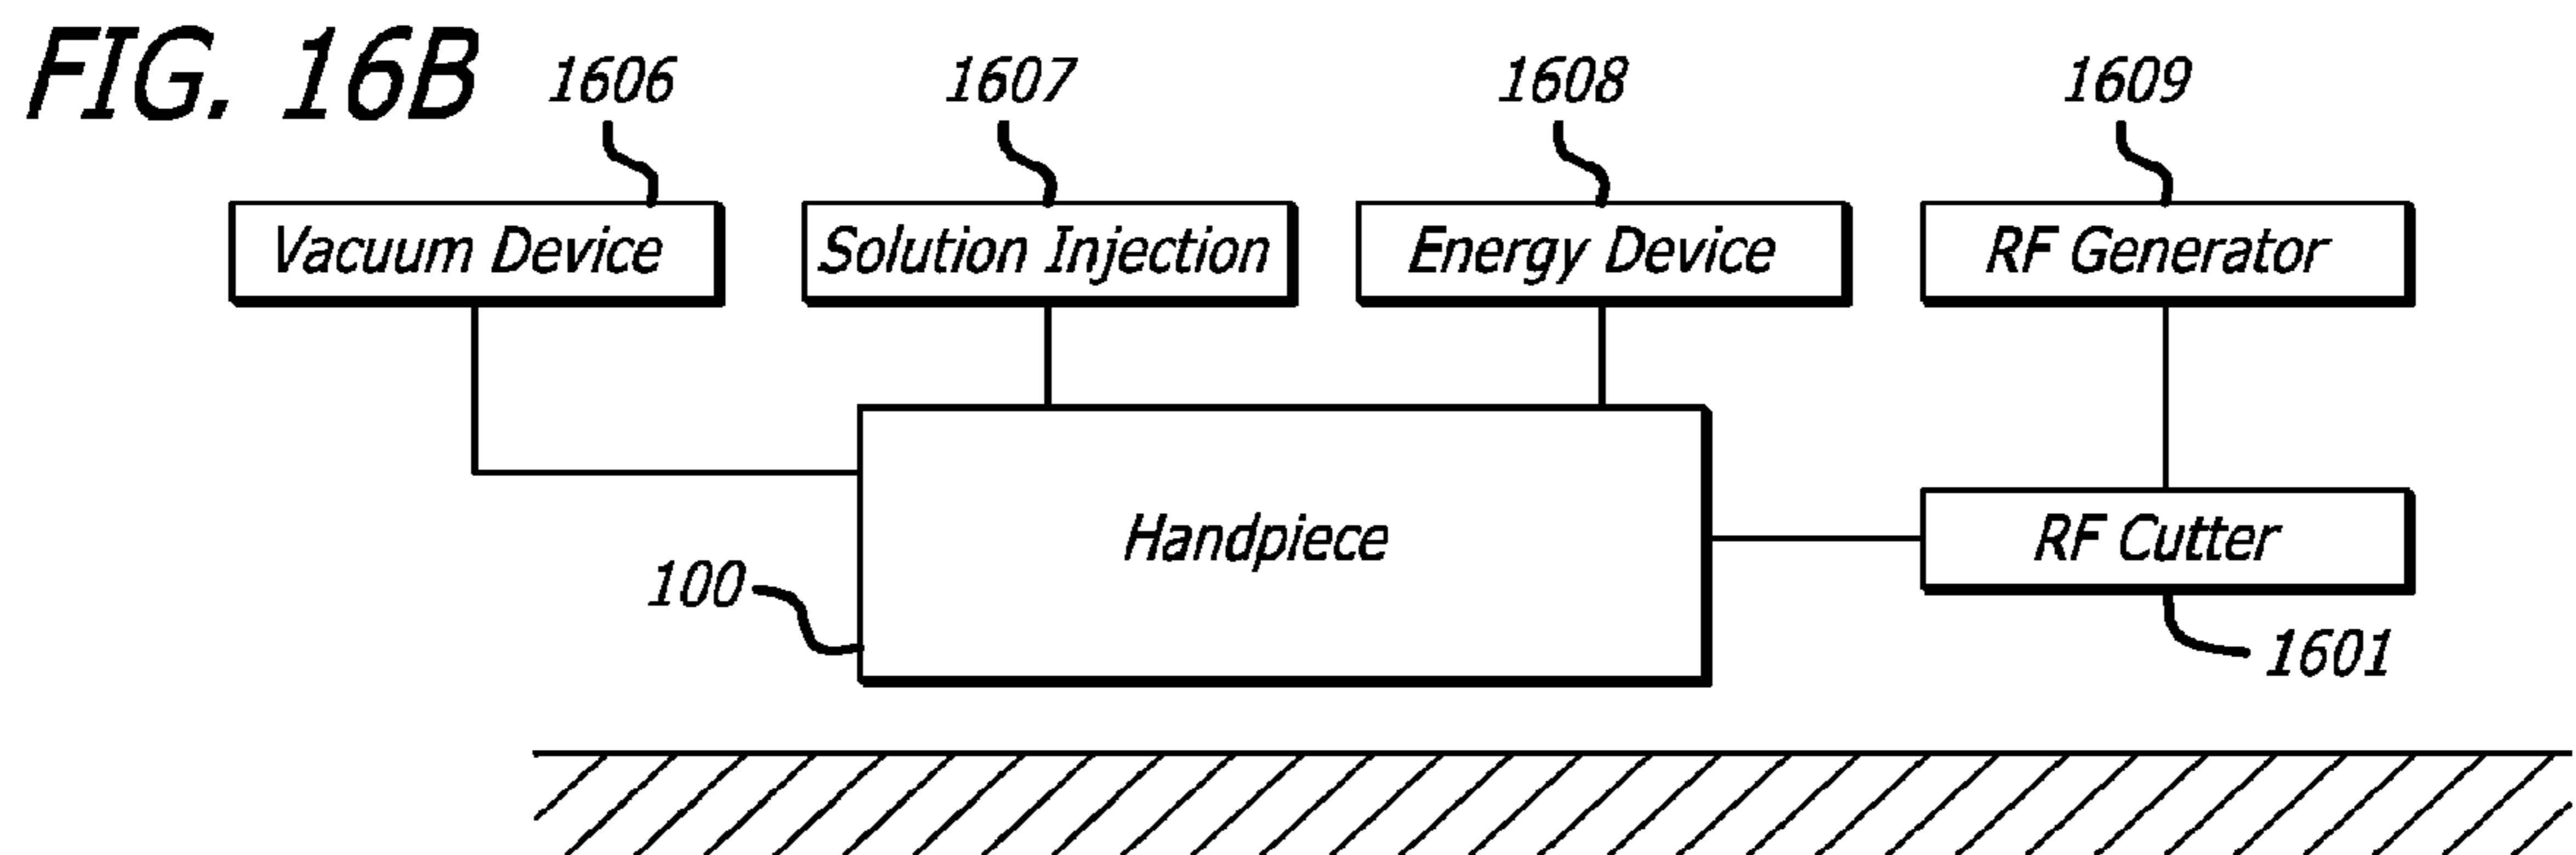 FIG. 16B
1606
1607
1608
1609
Vacuum Device
Solution Injection
Energy Device
RF Generator
Handpiece
RF Cutter
100
1601